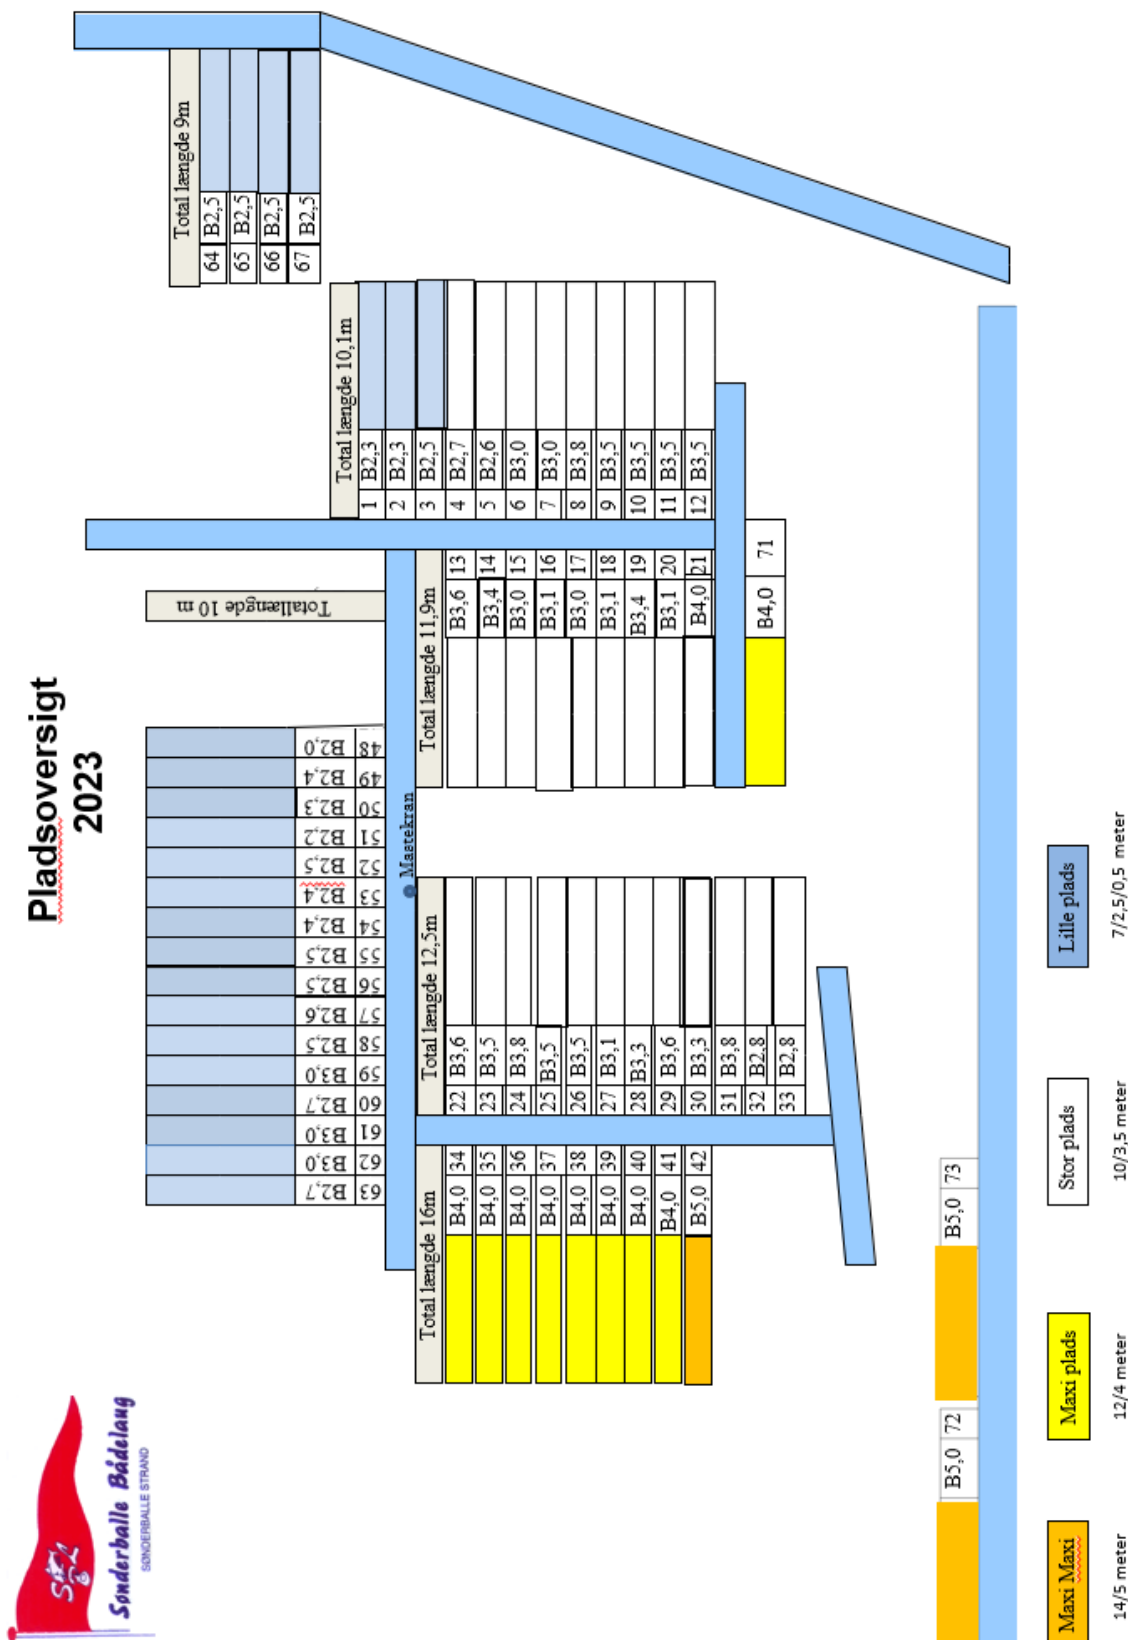 Pladsoversigt
2023
Sønderballe Bådelaug
SØNDERBALLE STRAND
Total længde 9m
64 B2,5
65 B2,5
66 B2,5
67 B2,5
Total længde 10,1m
1 B2,3
2 B2,3
3 B2,5
4 B2,7
5 B2,6
6 B3,0
7 B3,0
8 B3,8
9 B3,5
10 B3,5
11 B3,5
12 B3,5
Totallængde 10 m
48 B2,0
49 B2,4
50 B2,3
51 B2,2
52 B2,5
53 B2,4
54 B2,4
55 B2,5
56 B2,5
57 B2,6
58 B2,5
59 B3,0
60 B2,7
61 B3,0
62 B3,0
63 B2,7
Mastekran
Total længde 11,9m
B3,6 13
B3,4 14
B3,0 15
B3,1 16
B3,0 17
B3,1 18
B3,4 19
B3,1 20
B4,0 21
B4,0 71
Total længde 12,5m
22 B3,6
23 B3,5
24 B3,8
25 B3,5
26 B3,5
27 B3,1
28 B3,3
29 B3,6
30 B3,3
31 B3,8
32 B2,8
33 B2,8
Total længde 16m
B4,0 34
B4,0 35
B4,0 36
B4,0 37
B4,0 38
B4,0 39
B4,0 40
B4,0 41
B5,0 42
B5,0 72
B5,0 73
Maxi Maxi
14/5 meter
Maxi plads
12/4 meter
Stor plads
10/3,5 meter
Lille plads
7/2,5/0,5 meter